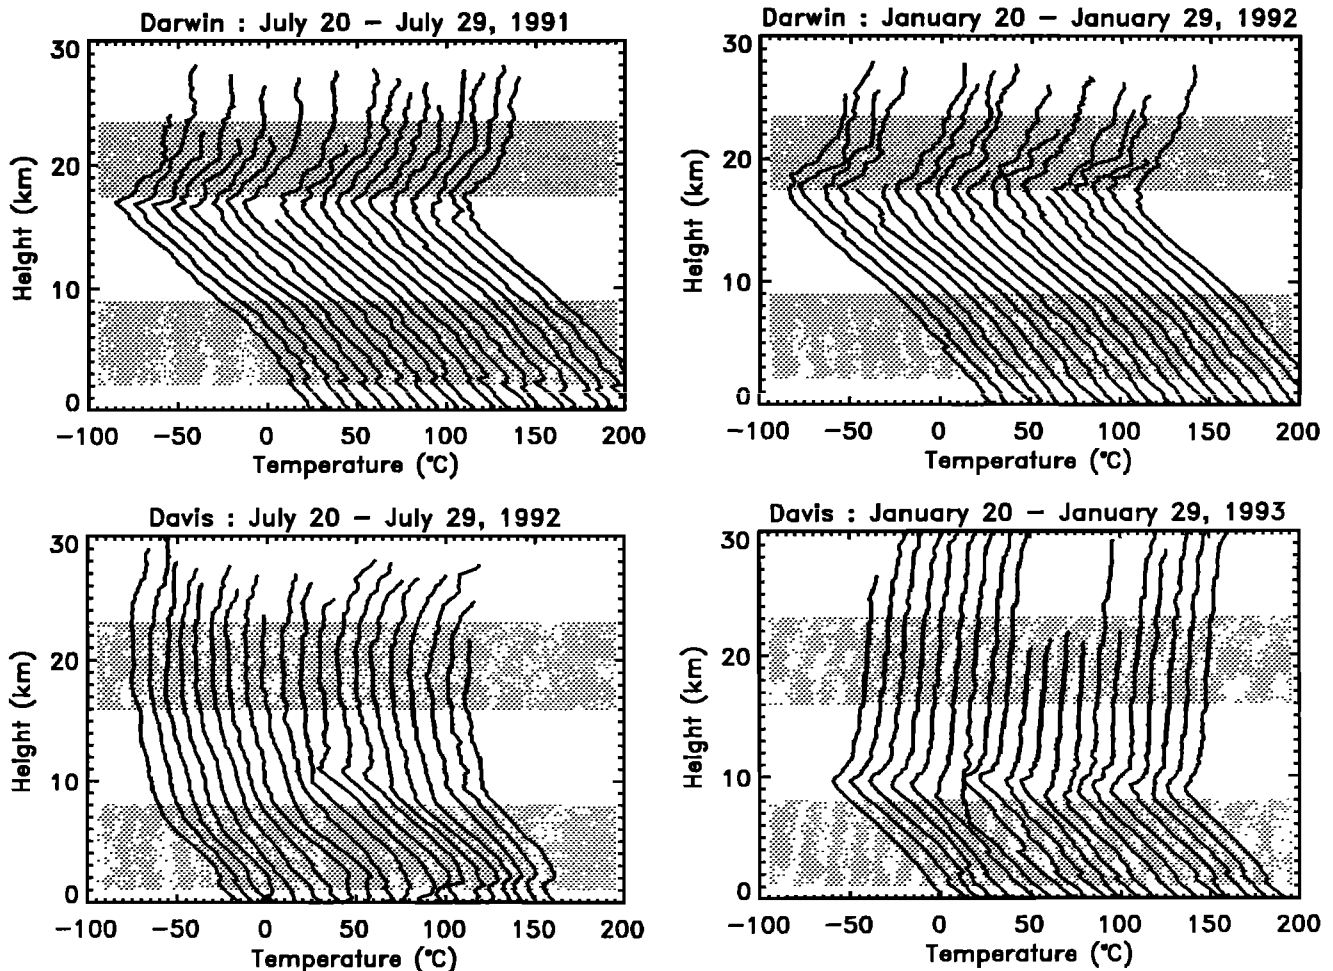 Darwin : July 20 – July 29, 1991
30
20
10
0
Height (km)
−100 −50 0 50 100 150 200
Temperature (°C)
Darwin : January 20 – January 29, 1992
30
20
10
0
Height (km)
−100 −50 0 50 100 150 200
Temperature (°C)
Davis : July 20 – July 29, 1992
30
20
10
0
Height (km)
−100 −50 0 50 100 150 200
Temperature (°C)
Davis : January 20 – January 29, 1993
30
20
10
0
Height (km)
−100 −50 0 50 100 150 200
Temperature (°C)